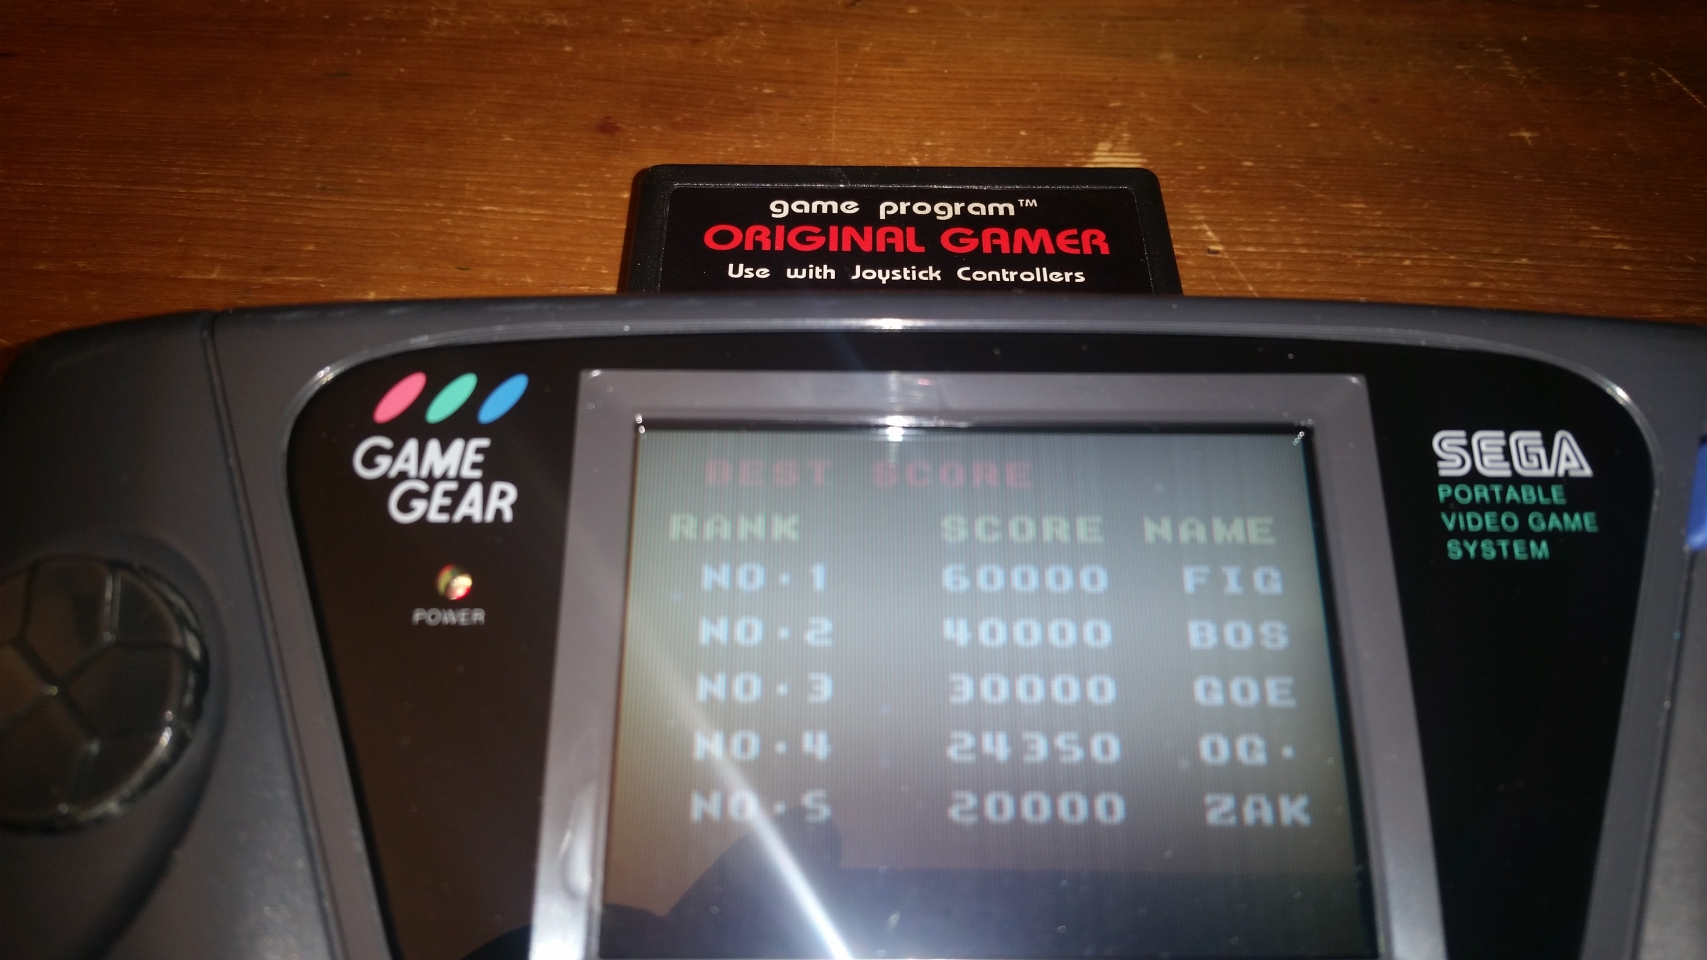 game program™
ORIGINAL GAMER
Use with Joystick Controllers
GAME
GEAR
POWER
SEGA
PORTABLE
VIDEO GAME
SYSTEM
BEST SCORE
RANK SCORE NAME
NO.1 60000 FIG
NO.2 40000 BOS
NO.3 30000 GOE
NO.4 24350 OG.
NO.5 20000 ZAK